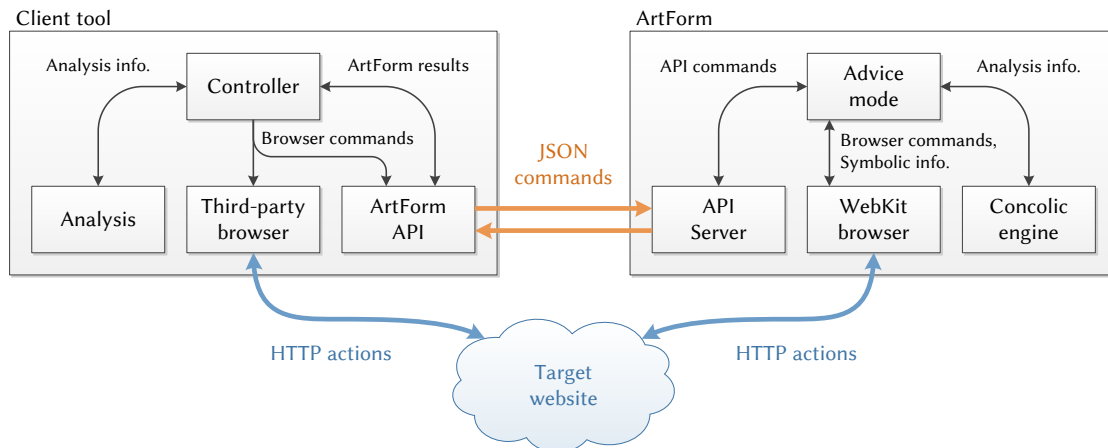 Client tool
ArtForm
Analysis info.
Controller
ArtForm results
Browser commands
Analysis
Third-party
browser
ArtForm
API
JSON
commands
API commands
Advice
mode
Analysis info.
Browser commands,
Symbolic info.
API
Server
WebKit
browser
Concolic
engine
HTTP actions
HTTP actions
Target
website